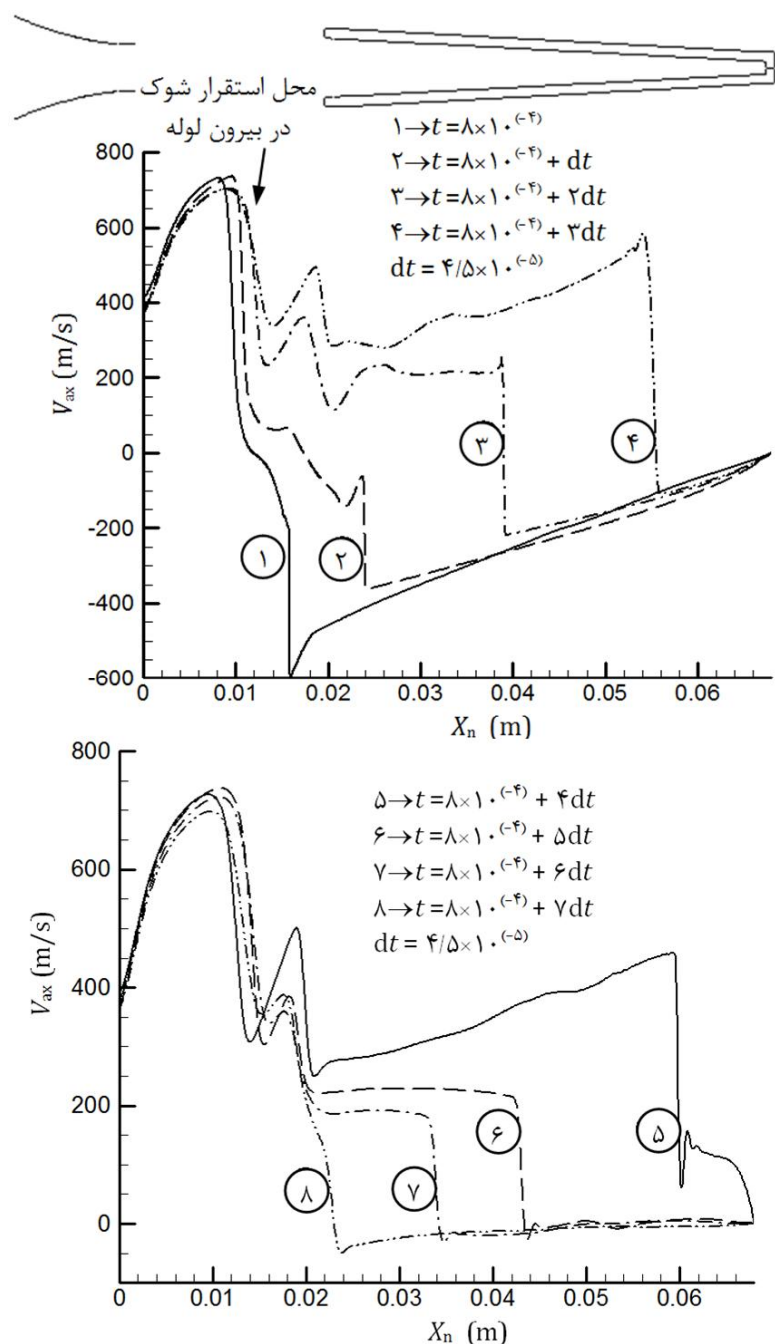 محل استقرار شوک
در بیرون لوله
۱→t=۸×۱۰^(-۴)
۲→t=۸×۱۰^(-۴) + dt
۳→t=۸×۱۰^(-۴) + ۲dt
۴→t=۸×۱۰^(-۴) + ۳dt
dt = ۴/۵×۱۰^(-۵)
800
600
400
200
0
-200
-400
-600
V_ax (m/s)
۱
۲
۳
۴
0 0.01 0.02 0.03 0.04 0.05 0.06
X_n (m)
۵→t=۸×۱۰^(-۴) + ۴dt
۶→t=۸×۱۰^(-۴) + ۵dt
۷→t=۸×۱۰^(-۴) + ۶dt
۸→t=۸×۱۰^(-۴) + ۷dt
dt = ۴/۵×۱۰^(-۵)
800
600
400
200
0
V_ax (m/s)
۸
۷
۶
۵
0 0.01 0.02 0.03 0.04 0.05 0.06
X_n (m)